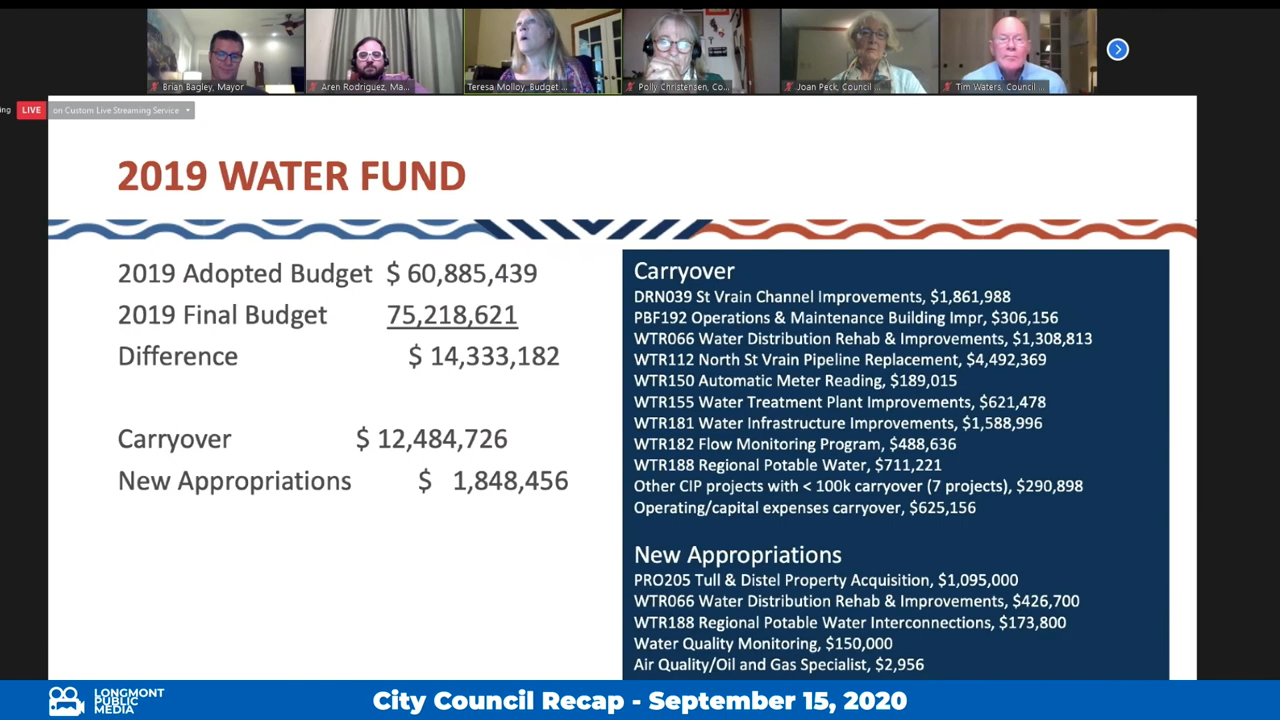 Brian Bagley, Mayor
Aren Rodriguez, Ma...
Teresa Molloy, Budget ...
Polly Christensen, Co...
Joan Peck, Council ...
Tim Waters, Council ...
ing
LIVE
on Custom Live Streaming Service
2019 WATER FUND
2019 Adopted Budget $ 60,885,439
2019 Final Budget 75,218,621
Difference $ 14,333,182
Carryover $ 12,484,726
New Appropriations $ 1,848,456
Carryover
DRN039 St Vrain Channel Improvements, $1,861,988
PBF192 Operations & Maintenance Building Impr, $306,156
WTR066 Water Distribution Rehab & Improvements, $1,308,813
WTR112 North St Vrain Pipeline Replacement, $4,492,369
WTR150 Automatic Meter Reading, $189,015
WTR155 Water Treatment Plant Improvements, $621,478
WTR181 Water Infrastructure Improvements, $1,588,996
WTR182 Flow Monitoring Program, $488,636
WTR188 Regional Potable Water, $711,221
Other CIP projects with < 100k carryover (7 projects), $290,898
Operating/capital expenses carryover, $625,156
New Appropriations
PRO205 Tull & Distel Property Acquisition, $1,095,000
WTR066 Water Distribution Rehab & Improvements, $426,700
WTR188 Regional Potable Water Interconnections, $173,800
Water Quality Monitoring, $150,000
Air Quality/Oil and Gas Specialist, $2,956
LONGMONT
PUBLIC
MEDIA
City Council Recap - September 15, 2020